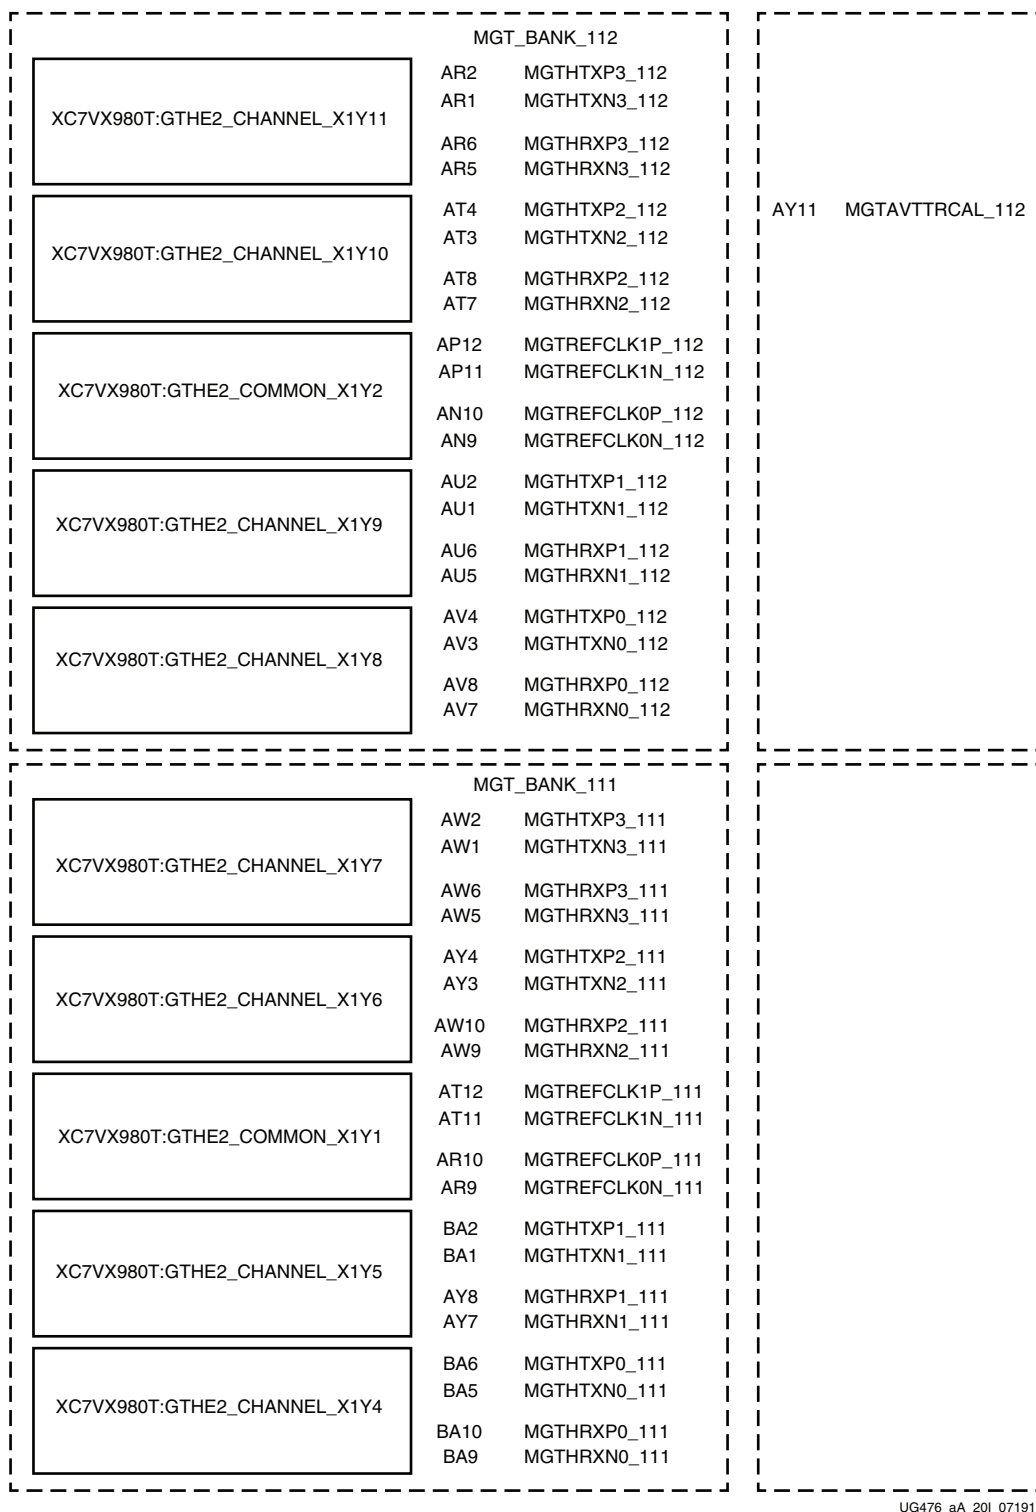 MGT_BANK_112
XC7VX980T:GTHE2_CHANNEL_X1Y11
AR2 MGTHTXP3_112
AR1 MGTHTXN3_112
AR6 MGTHRXP3_112
AR5 MGTHRXN3_112
XC7VX980T:GTHE2_CHANNEL_X1Y10
AT4 MGTHTXP2_112
AT3 MGTHTXN2_112
AT8 MGTHRXP2_112
AT7 MGTHRXN2_112
AY11 MGTAVTTRCAL_112
XC7VX980T:GTHE2_COMMON_X1Y2
AP12 MGTREFCLK1P_112
AP11 MGTREFCLK1N_112
AN10 MGTREFCLK0P_112
AN9 MGTREFCLK0N_112
XC7VX980T:GTHE2_CHANNEL_X1Y9
AU2 MGTHTXP1_112
AU1 MGTHTXN1_112
AU6 MGTHRXP1_112
AU5 MGTHRXN1_112
XC7VX980T:GTHE2_CHANNEL_X1Y8
AV4 MGTHTXP0_112
AV3 MGTHTXN0_112
AV8 MGTHRXP0_112
AV7 MGTHRXN0_112
MGT_BANK_111
XC7VX980T:GTHE2_CHANNEL_X1Y7
AW2 MGTHTXP3_111
AW1 MGTHTXN3_111
AW6 MGTHRXP3_111
AW5 MGTHRXN3_111
XC7VX980T:GTHE2_CHANNEL_X1Y6
AY4 MGTHTXP2_111
AY3 MGTHTXN2_111
AW10 MGTHRXP2_111
AW9 MGTHRXN2_111
XC7VX980T:GTHE2_COMMON_X1Y1
AT12 MGTREFCLK1P_111
AT11 MGTREFCLK1N_111
AR10 MGTREFCLK0P_111
AR9 MGTREFCLK0N_111
XC7VX980T:GTHE2_CHANNEL_X1Y5
BA2 MGTHTXP1_111
BA1 MGTHTXN1_111
AY8 MGTHRXP1_111
AY7 MGTHRXN1_111
XC7VX980T:GTHE2_CHANNEL_X1Y4
BA6 MGTHTXP0_111
BA5 MGTHTXN0_111
BA10 MGTHRXP0_111
BA9 MGTHRXN0_111
UG476_aA_20l_07191